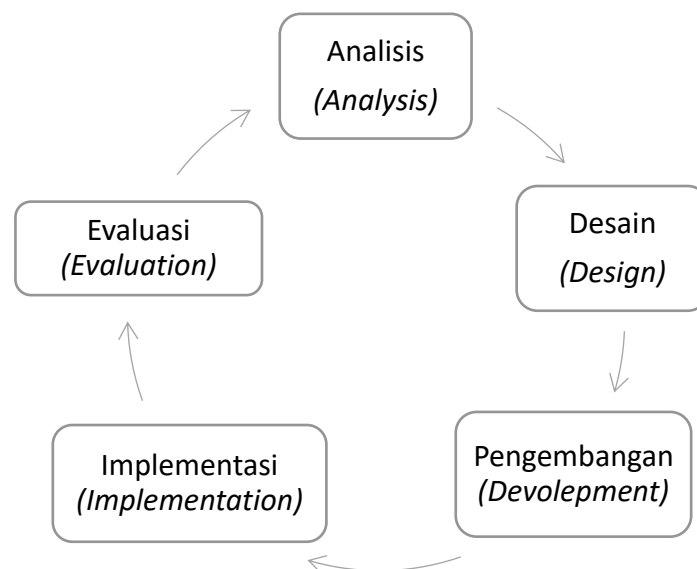 Analisis
(Analysis)
Desain
(Design)
Pengembangan
(Devolepment)
Implementasi
(Implementation)
Evaluasi
(Evaluation)